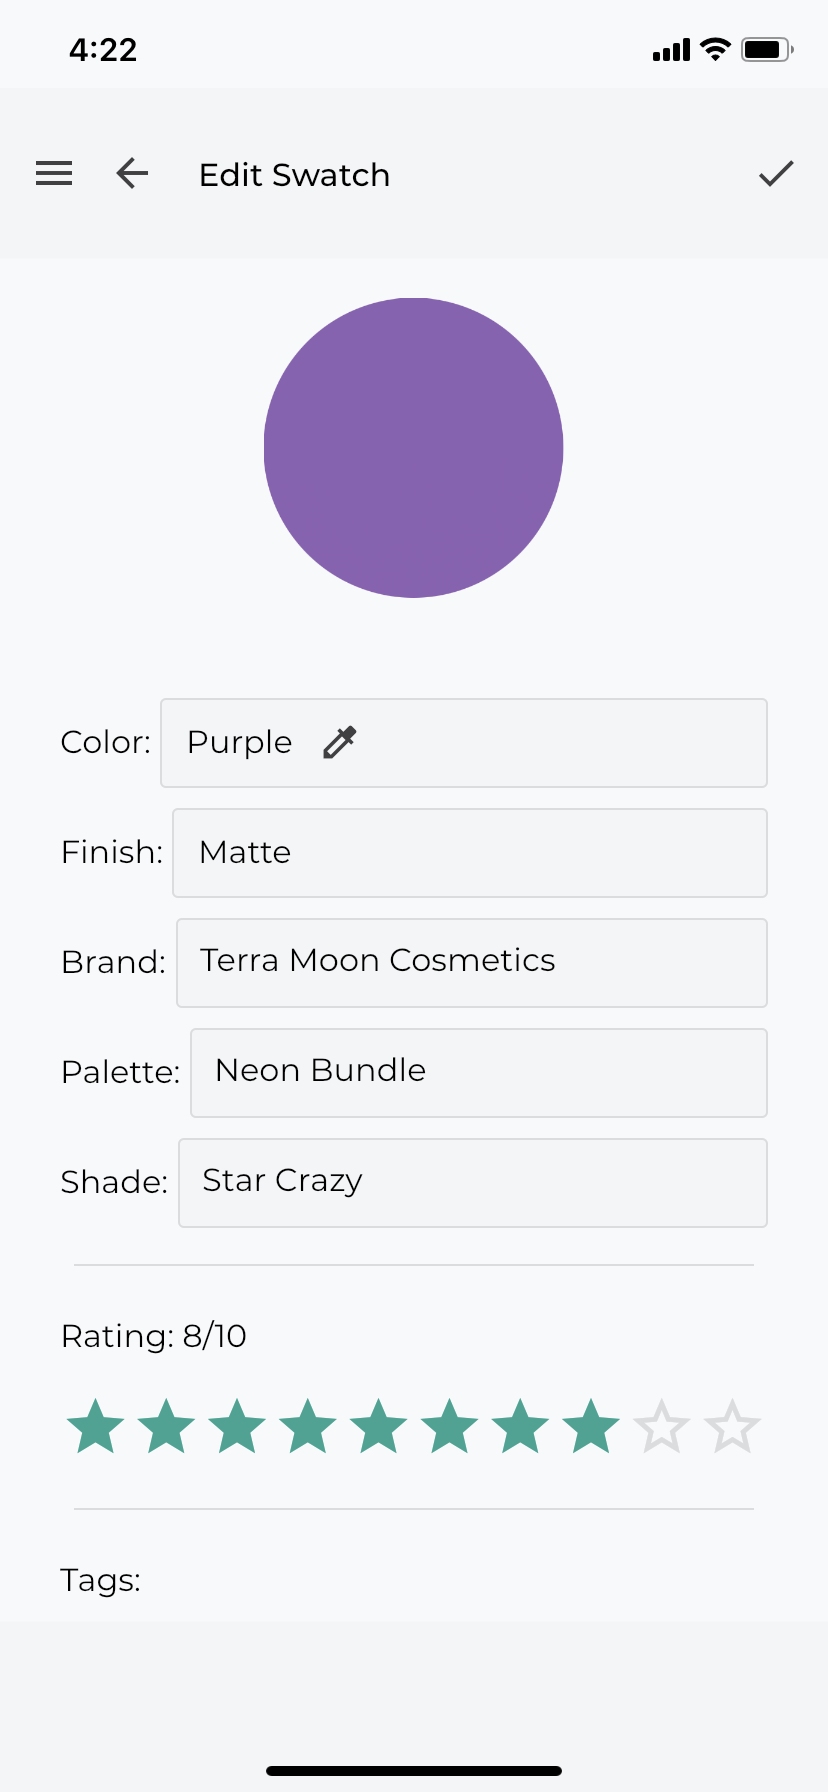 4:22
Edit Swatch
Color: Purple
Finish: Matte
Brand: Terra Moon Cosmetics
Palette: Neon Bundle
Shade: Star Crazy
Rating: 8/10
Tags: